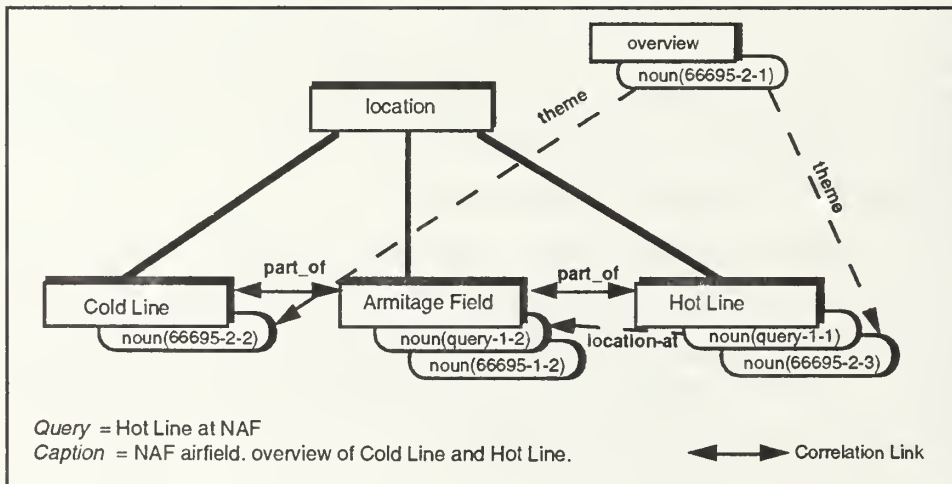 overview
noun(66695-2-1)
location
theme
theme
part_of
part_of
Cold Line
Armitage Field
Hot Line
noun(66695-2-2)
noun(query-1-2)
location-at
noun(query-1-1)
noun(66695-1-2)
noun(66695-2-3)
Query = Hot Line at NAF
Caption = NAF airfield. overview of Cold Line and Hot Line.
Correlation Link